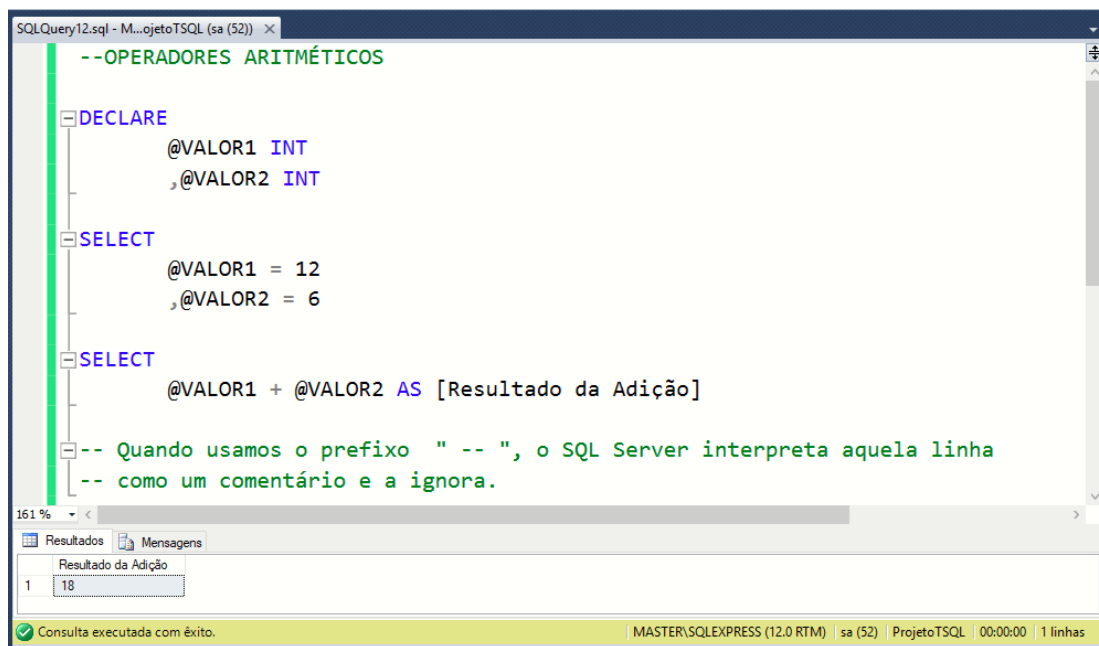 SQLQuery12.sql - M...ojetoTSQL (sa (52))
--OPERADORES ARITMÉTICOS
DECLARE
@VALOR1 INT
,@VALOR2 INT
SELECT
@VALOR1 = 12
,@VALOR2 = 6
SELECT
@VALOR1 + @VALOR2 AS [Resultado da Adição]
-- Quando usamos o prefixo " -- ", o SQL Server interpreta aquela linha
-- como um comentário e a ignora.
161 %
Resultados Mensagens
Resultado da Adição
1 18
Consulta executada com êxito. MASTER\SQLEXPRESS (12.0 RTM) sa (52) ProjetoTSQL 00:00:00 1 linhas